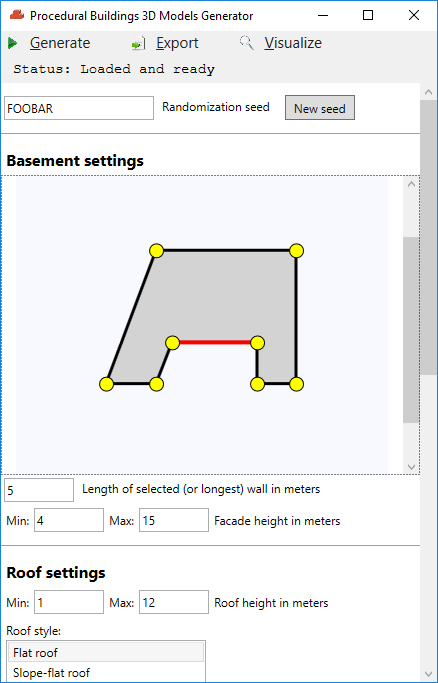 Procedural Buildings 3D Models Generator
Generate Export Visualize
Status: Loaded and ready
FOOBAR Randomization seed New seed
Basement settings
5 Length of selected (or longest) wall in meters
Min: 4 Max: 15 Facade height in meters
Roof settings
Min: 1 Max: 12 Roof height in meters
Roof style:
Flat roof
Slope-flat roof